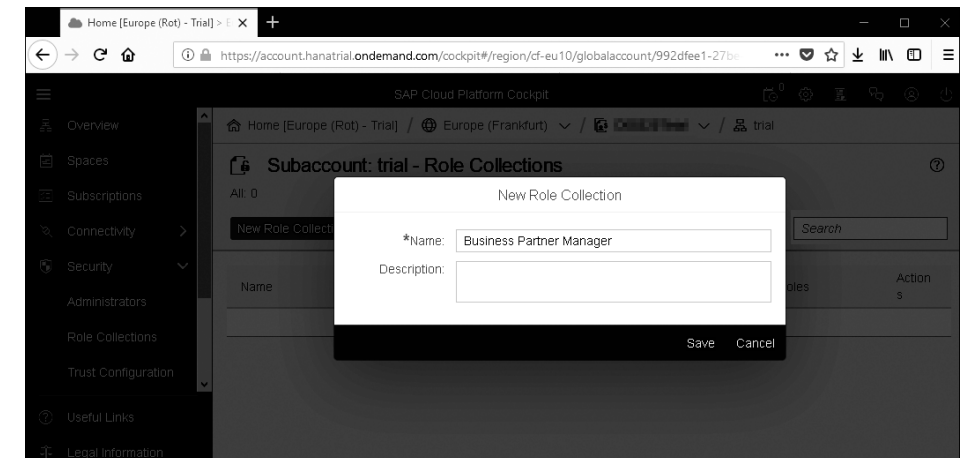 Home [Europe (Rot) - Trial] > E
https://account.hanatrial.ondemand.com/cockpit#/region/cf-eu10/globalaccount/992dfee1-27be
SAP Cloud Platform Cockpit
0
Overview
Spaces
Subscriptions
Connectivity
Security
Administrators
Role Collections
Trust Configuration
Useful Links
Legal Information
Home [Europe (Rot) - Trial] / Europe (Frankfurt) / / trial
Subaccount: trial - Role Collections
All: 0
New Role Collecti
Search
Name
oles
Action
s
New Role Collection
*Name: Business Partner Manager
Description:
Save Cancel